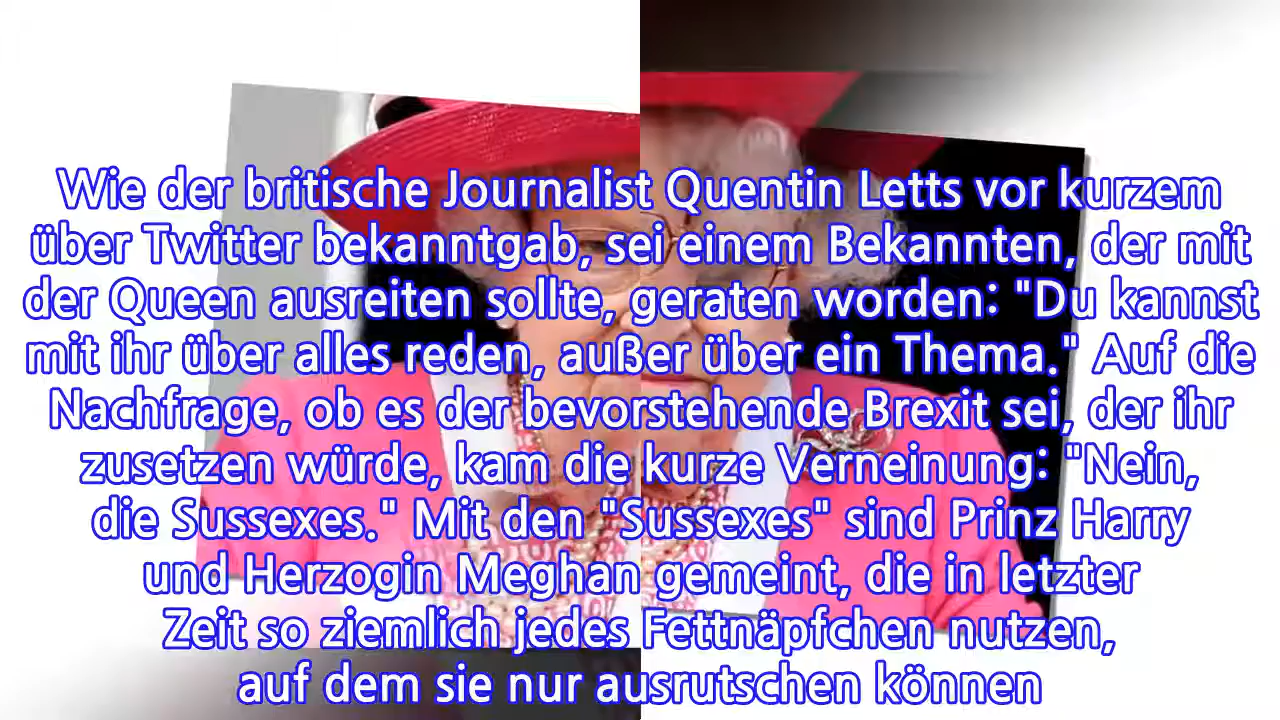 Wie der britische Journalist Quentin Letts vor kurzem
über Twitter bekanntgab, sei einem Bekannten, der mit
der Queen ausreiten sollte, geraten worden: "Du kannst
mit ihr über alles reden, außer über ein Thema." Auf die
Nachfrage, ob es der bevorstehende Brexit sei, der ihr
zusetzen würde, kam die kurze Verneinung: "Nein,
die Sussexes." Mit den "Sussexes" sind Prinz Harry
und Herzogin Meghan gemeint, die in letzter
Zeit so ziemlich jedes Fettnäpfchen nutzen,
auf dem sie nur ausrutschen können